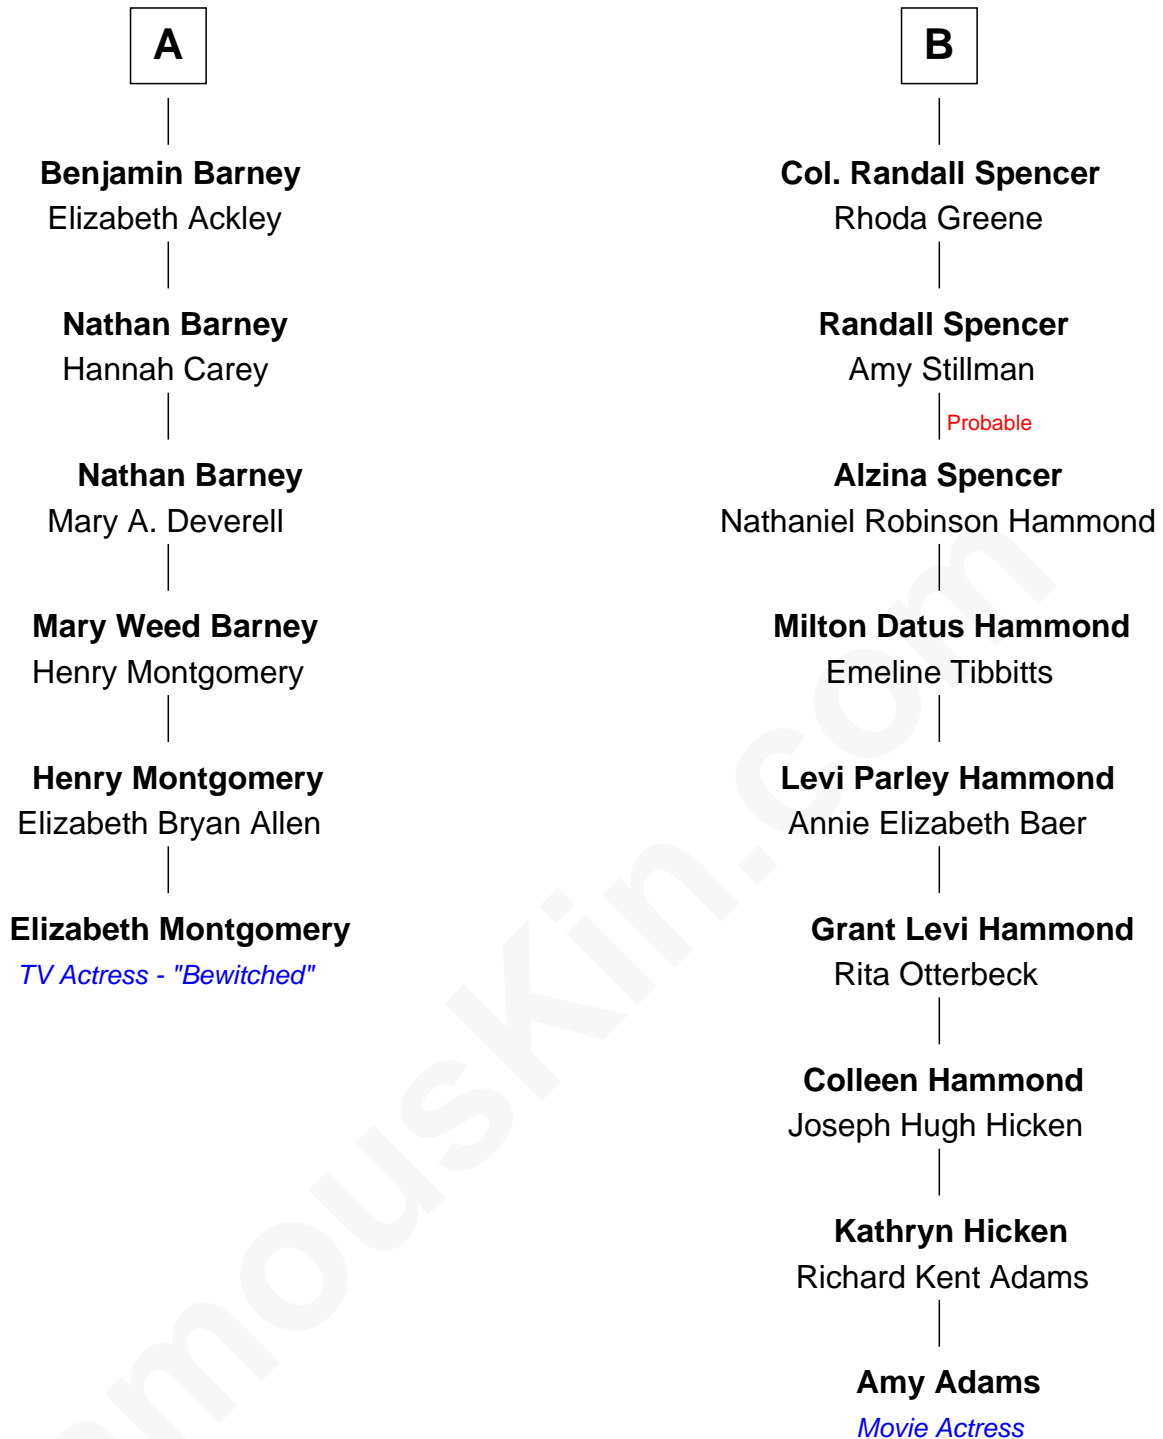 A
Benjamin Barney
Elizabeth Ackley
Nathan Barney
Hannah Carey
Nathan Barney
Mary A. Deverell
Mary Weed Barney
Henry Montgomery
Henry Montgomery
Elizabeth Bryan Allen
Elizabeth Montgomery
TV Actress - "Bewitched"
B
Col. Randall Spencer
Rhoda Greene
Randall Spencer
Amy Stillman
Probable
Alzina Spencer
Nathaniel Robinson Hammond
Milton Datus Hammond
Emeline Tibbitts
Levi Parley Hammond
Annie Elizabeth Baer
Grant Levi Hammond
Rita Otterbeck
Colleen Hammond
Joseph Hugh Hicken
Kathryn Hicken
Richard Kent Adams
Amy Adams
Movie Actress
amouskin.com